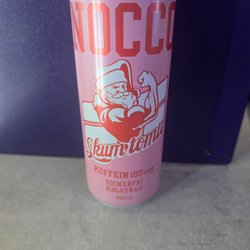 NOCCO
Skumtomte
KOFFEIN 180 mg
SOCKERFRI
KOLSYRAD
330 ml